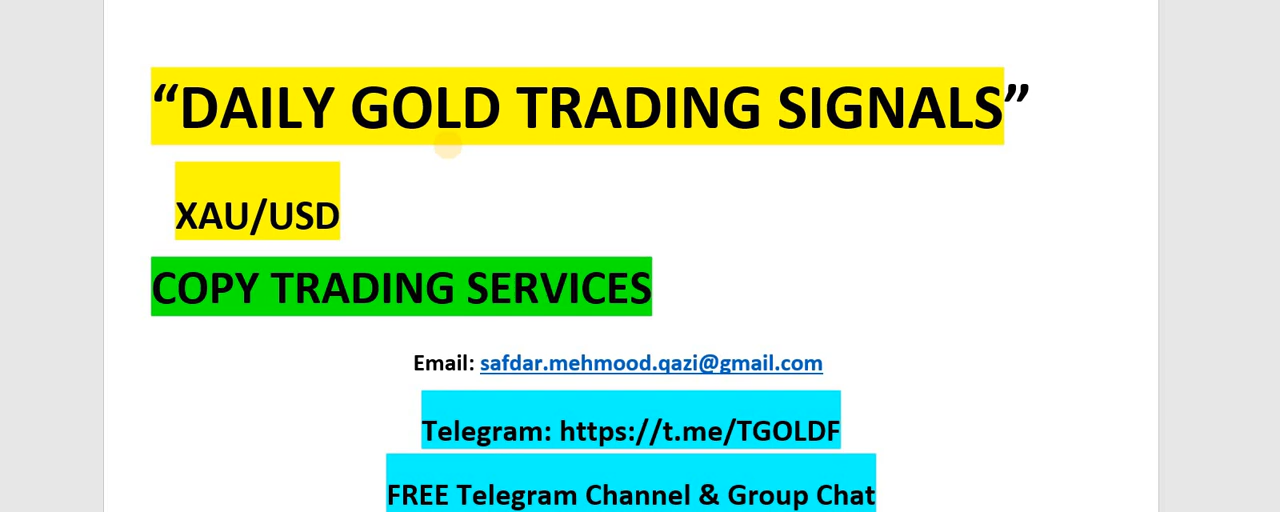 “DAILY GOLD TRADING SIGNALS”
XAU/USD
COPY TRADING SERVICES
Email: safdar.mehmood.qazi@gmail.com
Telegram: https://t.me/TGOLDF
FREE Telegram Channel & Group Chat